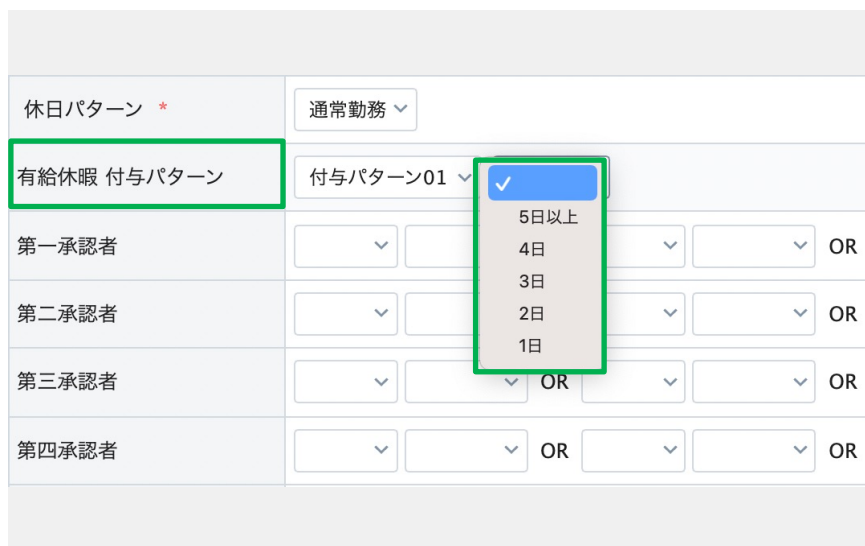 休日パターン * 通常勤務
有給休暇 付与パターン 付与パターン01
5日以上
4日
3日
2日
1日
第一承認者 OR
第二承認者 OR
第三承認者 OR OR
第四承認者 OR OR